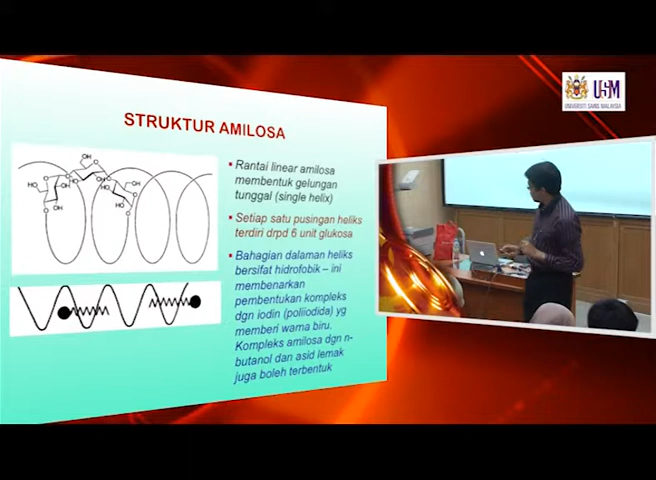 USM
UNIVERSITI SAINS MALAYSIA
STRUKTUR AMILOSA
Rantai linear amilosa
membentuk gelungan
tunggal (single helix)
Setiap satu pusingan heliks
terdiri drpd 6 unit glukosa
Bahagian dalaman heliks
bersifat hidrofobik – ini
membenarkan
pembentukan kompleks
dgn iodin (poliiodida) yg
memberi warna biru.
Kompleks amilosa dgn n-
butanol dan asid lemak
juga boleh terbentuk